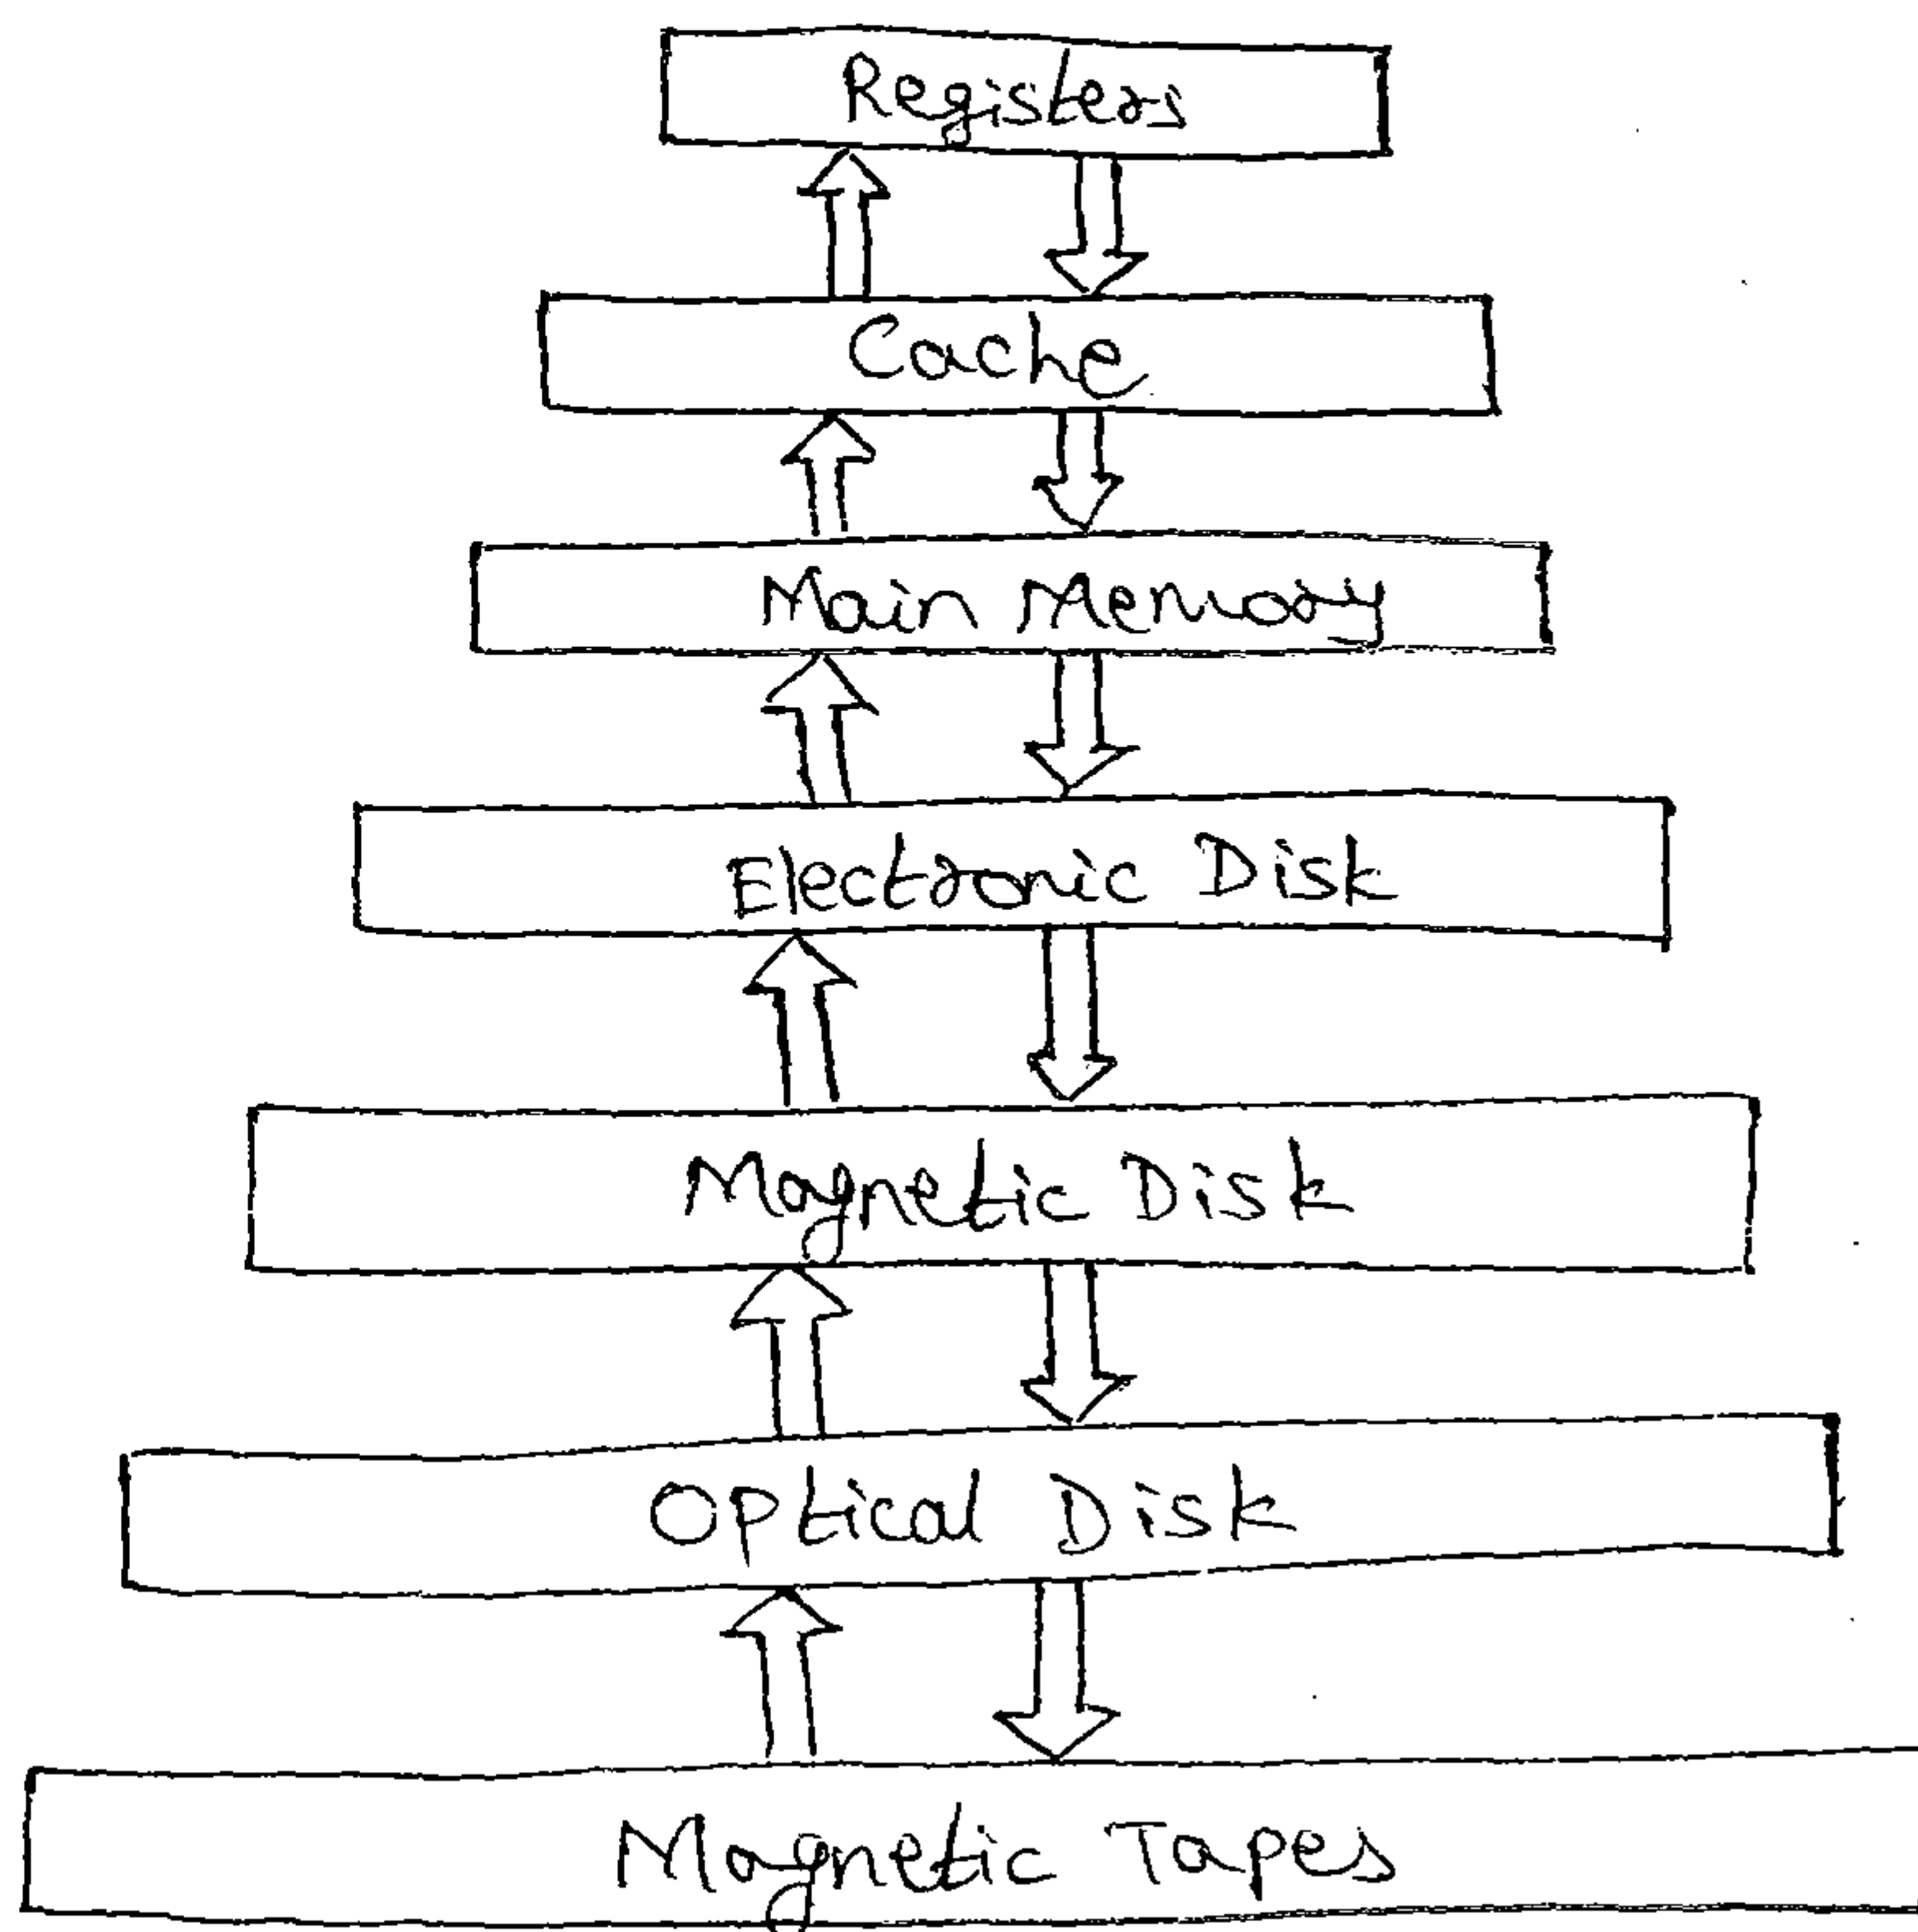 Registers
Cache
Main Memory
Electronic Disk
Magnetic Disk
Optical Disk
Magnetic Tapes